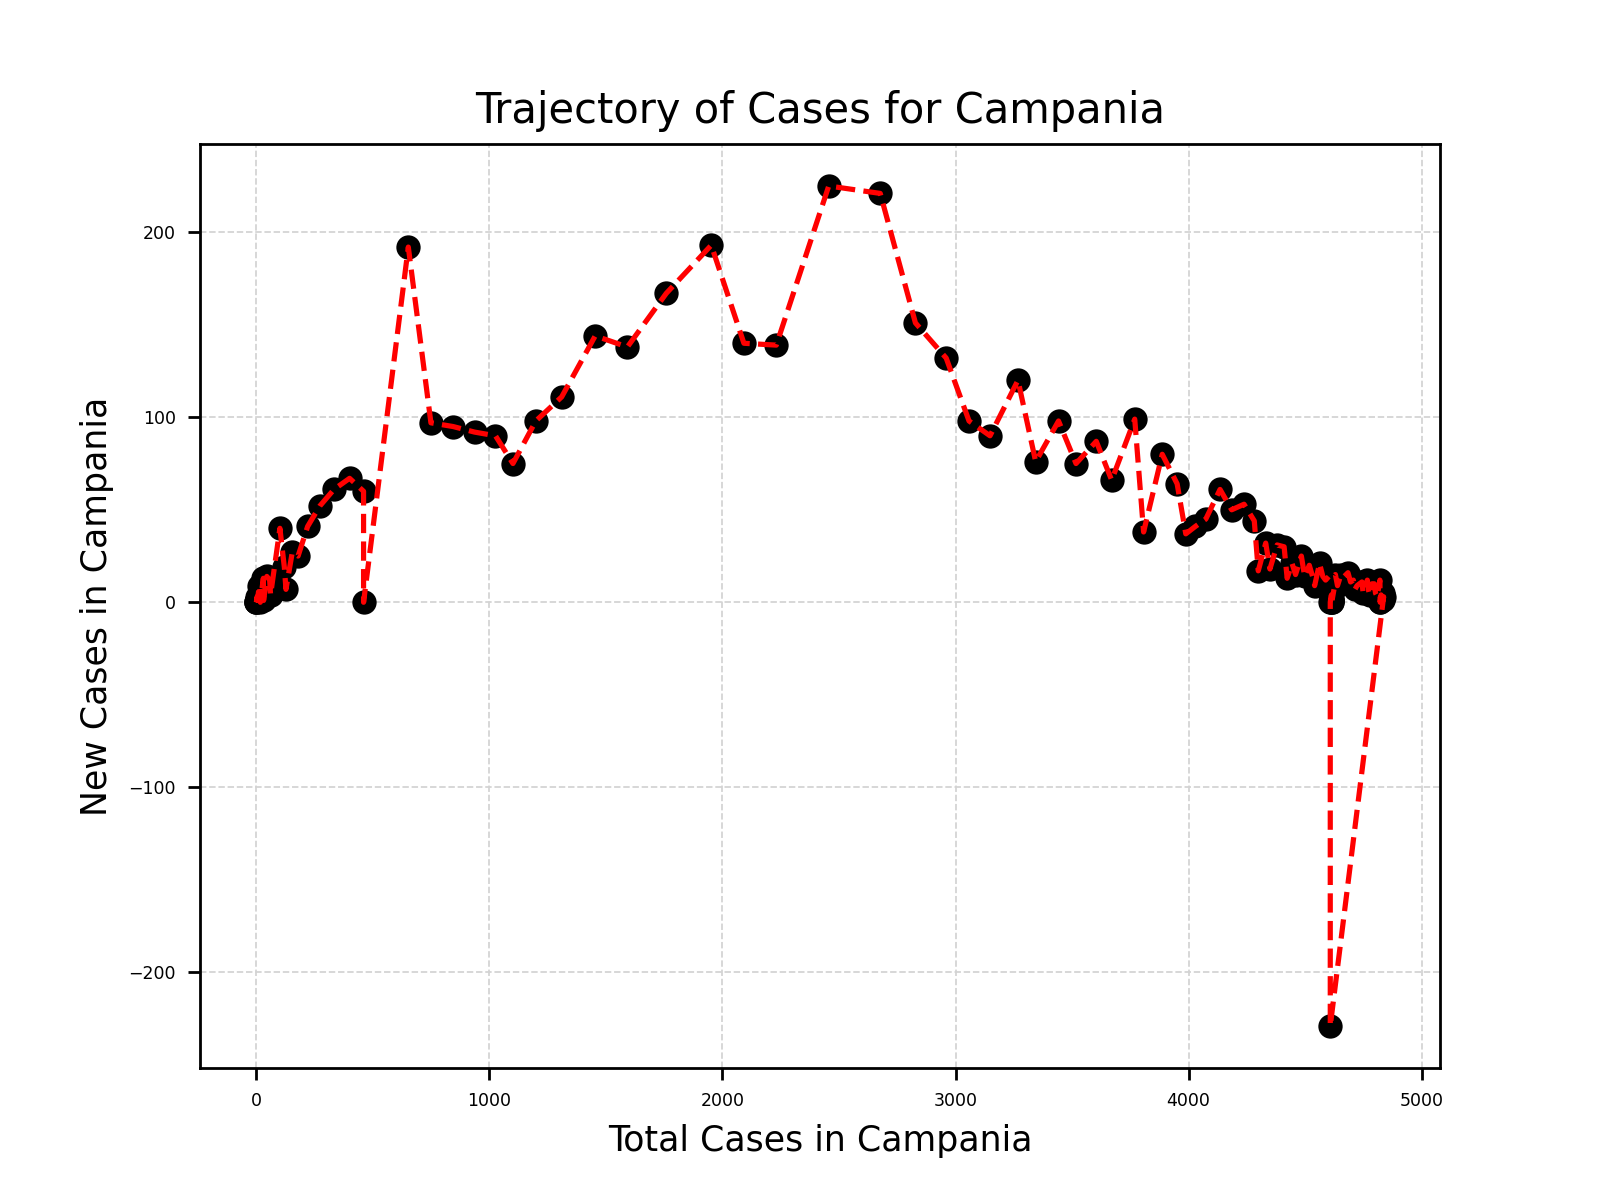 Trajectory of Cases for Campania
New Cases in Campania
200
100
0
−100
−200
0 1000 2000 3000 4000 5000
Total Cases in Campania